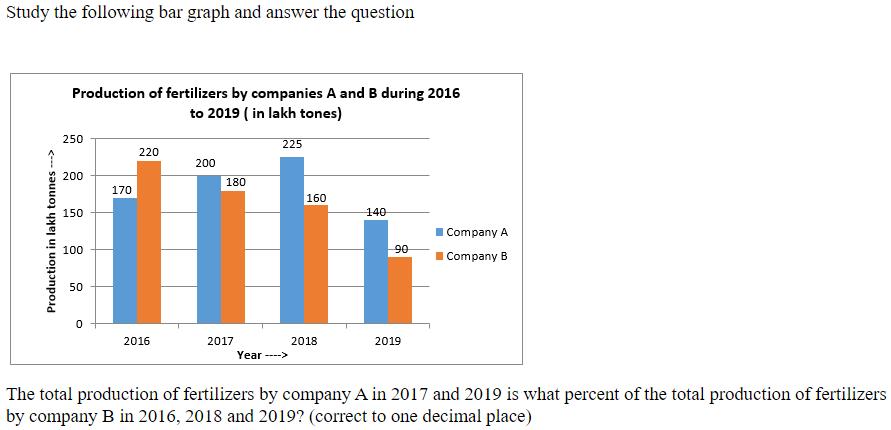 Study the following bar graph and answer the question
Production of fertilizers by companies A and B during 2016
to 2019 ( in lakh tones)
Production in lakh tonnes --->
250
200
150
100
50
0
170
220
200
180
225
160
140
90
2016
2017
2018
2019
Year ---->
Company A
Company B
The total production of fertilizers by company A in 2017 and 2019 is what percent of the total production of fertilizers
by company B in 2016, 2018 and 2019? (correct to one decimal place)